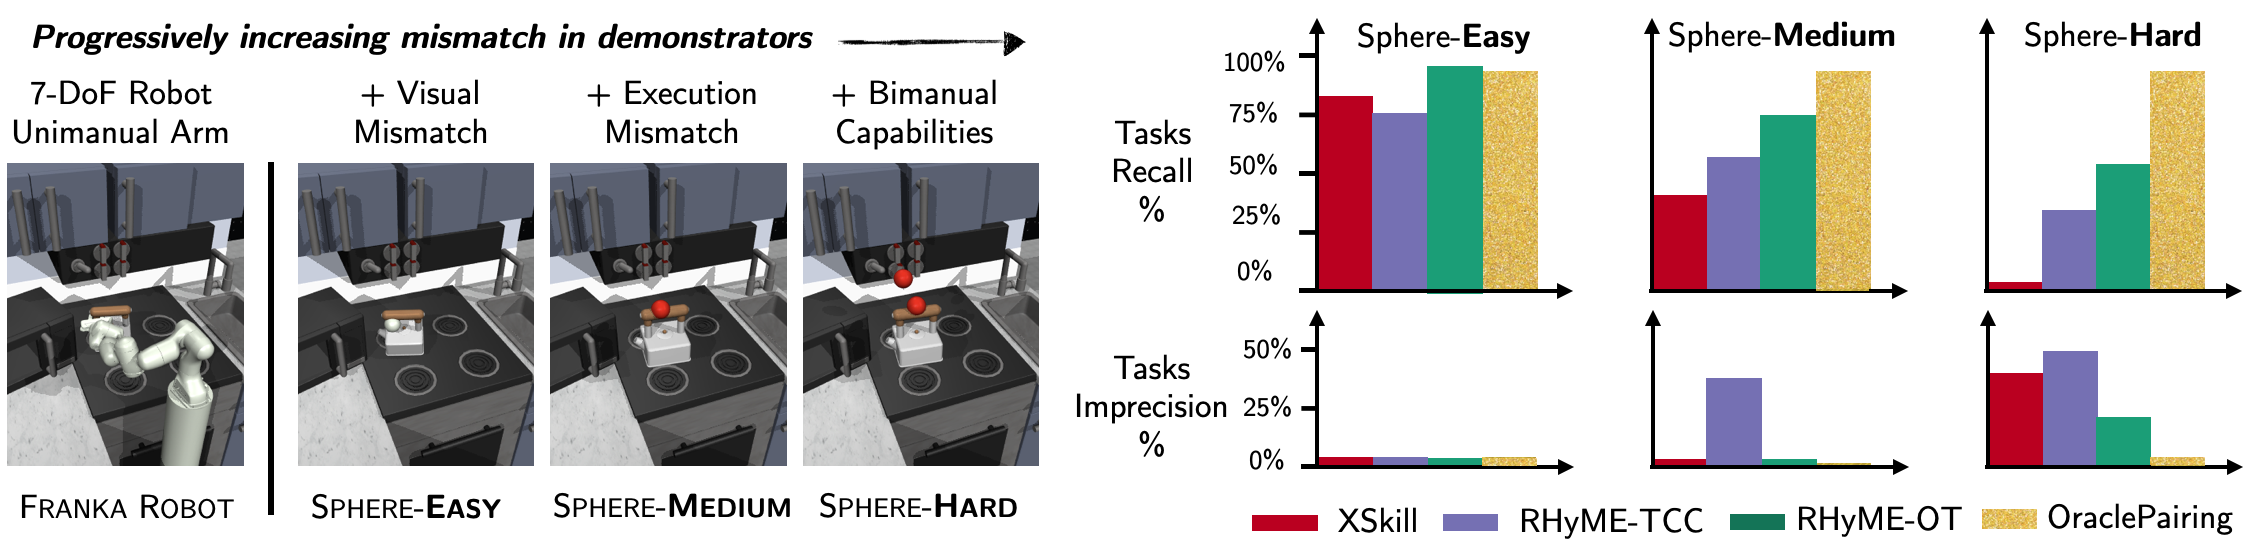 Progressively increasing mismatch in demonstrators
7-DoF Robot
Unimanual Arm
+ Visual
Mismatch
+ Execution
Mismatch
+ Bimanual
Capabilities
FRANKA ROBOT
SPHERE-EASY
SPHERE-MEDIUM
SPHERE-HARD
Sphere-Easy
Sphere-Medium
Sphere-Hard
Tasks
Recall
%
100%
75%
50%
25%
0%
Tasks
Imprecision
%
50%
25%
0%
XSkill
RHyME-TCC
RHyME-OT
OraclePairing